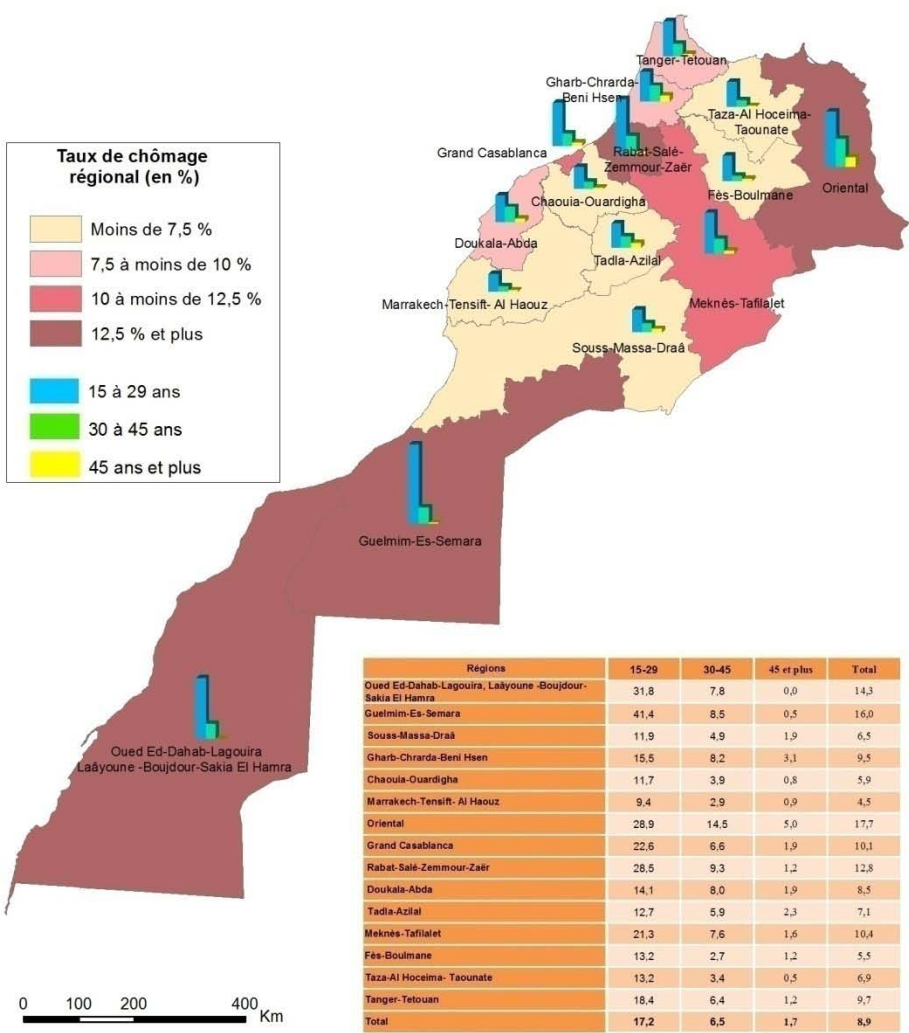 Tanger-Tetouan
Gharb-Chrarda-
Beni Hsen
Taza-Al Hoceima-
Taounate
Grand Casablanca
Rabat-Salé-
Zemmour-Zaër
Oriental
Fès-Boulmane
Chaouia-Ouardigha
Doukala-Abda
Tadla-Azilal
Marrakech-Tensift- Al Haouz
Meknès-Tafilalet
Souss-Massa-Draâ
Guelmim-Es-Semara
Oued Ed-Dahab-Lagouira
Laâyoune -Boujdour-Sakia El Hamra
Taux de chômage
régional (en %)
Moins de 7,5 %
7,5 à moins de 10 %
10 à moins de 12,5 %
12,5 % et plus
15 à 29 ans
30 à 45 ans
45 ans et plus
Régions 15-29 30-45 45 et plus Total
Oued Ed-Dahab-Lagouira, Laâyoune -Boujdour-
Sakia El Hamra 31,8 7,8 0,0 14,3
Guelmim-Es-Semara 41,4 8,5 0,5 16,0
Souss-Massa-Draâ 11,9 4,9 1,9 6,5
Gharb-Chrarda-Beni Hsen 15,5 8,2 3,1 9,5
Chaouia-Ouardigha 11,7 3,9 0,8 5,9
Marrakech-Tensift- Al Haouz 9,4 2,9 0,9 4,5
Oriental 28,9 14,5 5,0 17,7
Grand Casablanca 22,6 6,6 1,9 10,1
Rabat-Salé-Zemmour-Zaër 28,5 9,3 1,2 12,8
Doukala-Abda 14,1 8,0 1,9 8,5
Tadla-Azilal 12,7 5,9 2,3 7,1
Meknès-Tafilalet 21,3 7,6 1,6 10,4
Fès-Boulmane 13,2 2,7 1,2 5,5
Taza-Al Hoceima- Taounate 13,2 3,4 0,5 6,9
Tanger-Tetouan 18,4 6,4 1,2 9,7
Total 17,2 6,5 1,7 8,9
0 100 200 400
Km